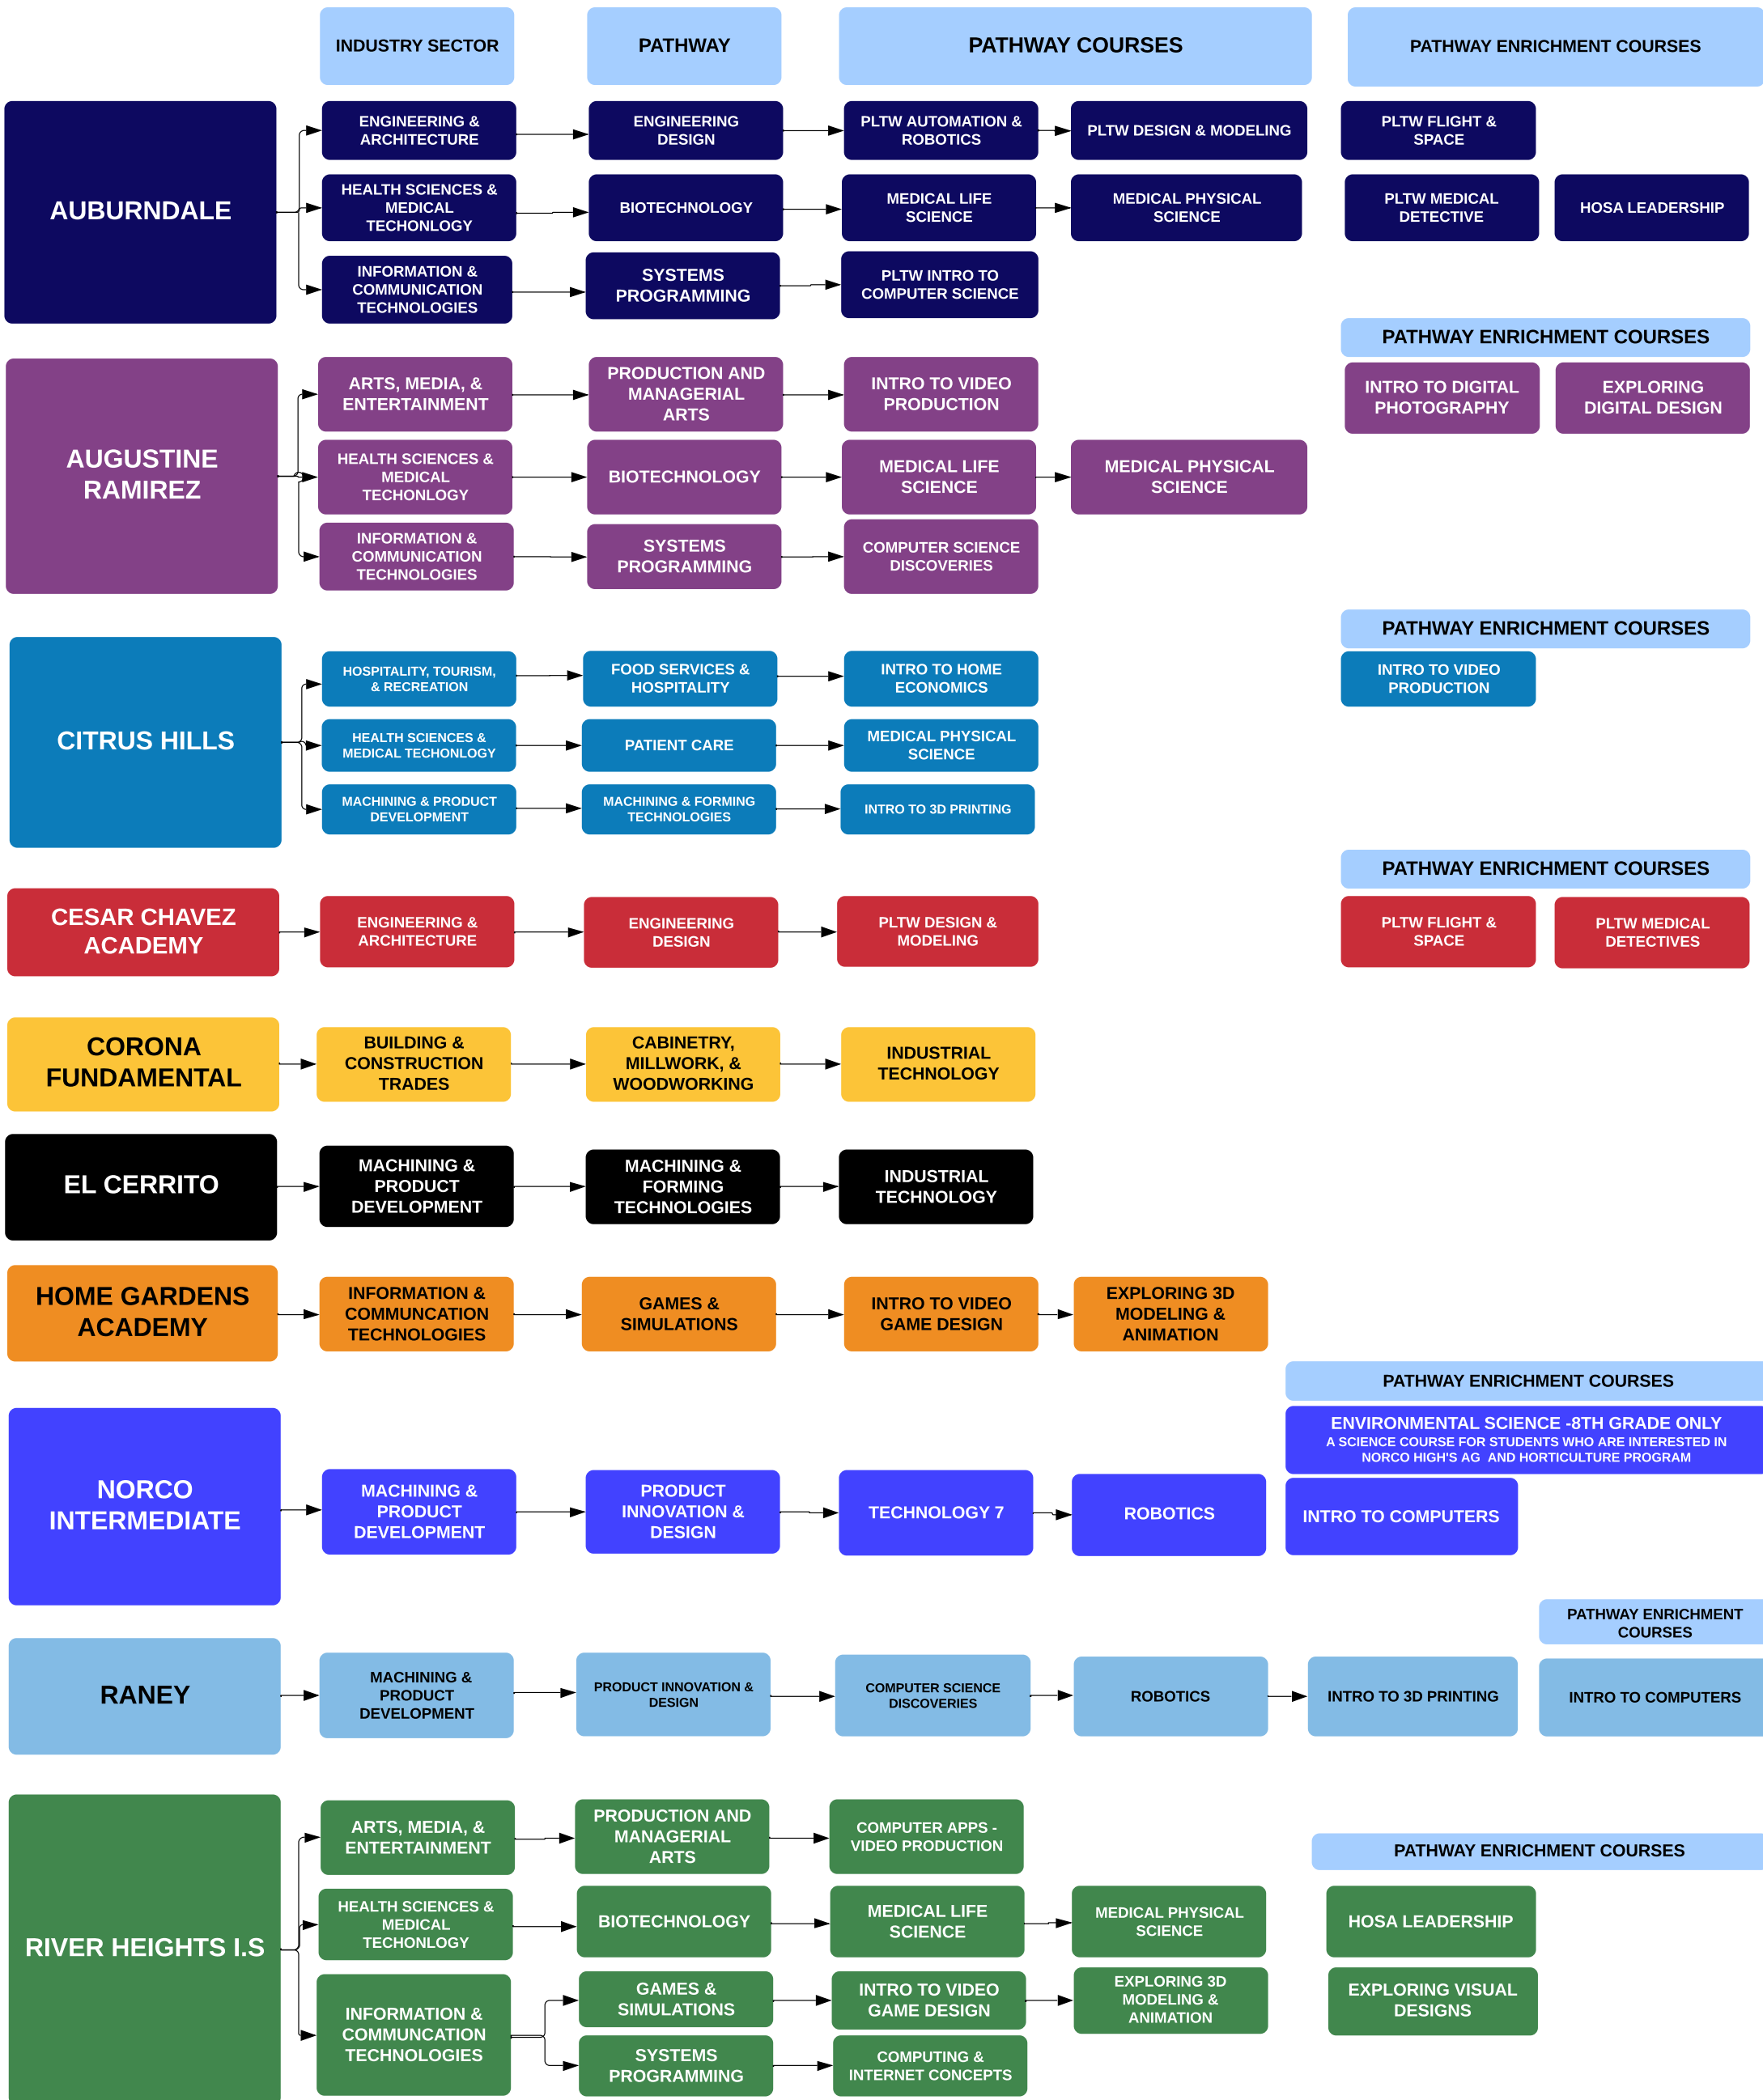 INDUSTRY SECTOR
PATHWAY
PATHWAY COURSES
PATHWAY ENRICHMENT COURSES
AUBURNDALE
ENGINEERING &
ARCHITECTURE
ENGINEERING
DESIGN
PLTW AUTOMATION &
ROBOTICS
PLTW DESIGN & MODELING
PLTW FLIGHT &
SPACE
HEALTH SCIENCES &
MEDICAL
TECHONLOGY
BIOTECHNOLOGY
MEDICAL LIFE
SCIENCE
MEDICAL PHYSICAL
SCIENCE
PLTW MEDICAL
DETECTIVE
HOSA LEADERSHIP
INFORMATION &
COMMUNICATION
TECHNOLOGIES
SYSTEMS
PROGRAMMING
PLTW INTRO TO
COMPUTER SCIENCE
PATHWAY ENRICHMENT COURSES
AUGUSTINE
RAMIREZ
ARTS, MEDIA, &
ENTERTAINMENT
PRODUCTION AND
MANAGERIAL
ARTS
INTRO TO VIDEO
PRODUCTION
INTRO TO DIGITAL
PHOTOGRAPHY
EXPLORING
DIGITAL DESIGN
HEALTH SCIENCES &
MEDICAL
TECHONLOGY
BIOTECHNOLOGY
MEDICAL LIFE
SCIENCE
MEDICAL PHYSICAL
SCIENCE
INFORMATION &
COMMUNICATION
TECHNOLOGIES
SYSTEMS
PROGRAMMING
COMPUTER SCIENCE
DISCOVERIES
PATHWAY ENRICHMENT COURSES
CITRUS HILLS
HOSPITALITY, TOURISM,
& RECREATION
FOOD SERVICES &
HOSPITALITY
INTRO TO HOME
ECONOMICS
INTRO TO VIDEO
PRODUCTION
HEALTH SCIENCES &
MEDICAL TECHONLOGY
PATIENT CARE
MEDICAL PHYSICAL
SCIENCE
MACHINING & PRODUCT
DEVELOPMENT
MACHINING & FORMING
TECHNOLOGIES
INTRO TO 3D PRINTING
PATHWAY ENRICHMENT COURSES
CESAR CHAVEZ
ACADEMY
ENGINEERING &
ARCHITECTURE
ENGINEERING
DESIGN
PLTW DESIGN &
MODELING
PLTW FLIGHT &
SPACE
PLTW MEDICAL
DETECTIVES
CORONA
FUNDAMENTAL
BUILDING &
CONSTRUCTION
TRADES
CABINETRY,
MILLWORK, &
WOODWORKING
INDUSTRIAL
TECHNOLOGY
EL CERRITO
MACHINING &
PRODUCT
DEVELOPMENT
MACHINING &
FORMING
TECHNOLOGIES
INDUSTRIAL
TECHNOLOGY
HOME GARDENS
ACADEMY
INFORMATION &
COMMUNCATION
TECHNOLOGIES
GAMES &
SIMULATIONS
INTRO TO VIDEO
GAME DESIGN
EXPLORING 3D
MODELING &
ANIMATION
PATHWAY ENRICHMENT COURSES
ENVIRONMENTAL SCIENCE -8TH GRADE ONLY
A SCIENCE COURSE FOR STUDENTS WHO ARE INTERESTED IN
NORCO HIGH'S AG AND HORTICULTURE PROGRAM
NORCO
INTERMEDIATE
MACHINING &
PRODUCT
DEVELOPMENT
PRODUCT
INNOVATION &
DESIGN
TECHNOLOGY 7
ROBOTICS
INTRO TO COMPUTERS
PATHWAY ENRICHMENT
COURSES
RANEY
MACHINING &
PRODUCT
DEVELOPMENT
PRODUCT INNOVATION &
DESIGN
COMPUTER SCIENCE
DISCOVERIES
ROBOTICS
INTRO TO 3D PRINTING
INTRO TO COMPUTERS
RIVER HEIGHTS I.S
ARTS, MEDIA, &
ENTERTAINMENT
PRODUCTION AND
MANAGERIAL
ARTS
COMPUTER APPS -
VIDEO PRODUCTION
PATHWAY ENRICHMENT COURSES
HEALTH SCIENCES &
MEDICAL
TECHONLOGY
BIOTECHNOLOGY
MEDICAL LIFE
SCIENCE
MEDICAL PHYSICAL
SCIENCE
HOSA LEADERSHIP
INFORMATION &
COMMUNCATION
TECHNOLOGIES
GAMES &
SIMULATIONS
INTRO TO VIDEO
GAME DESIGN
EXPLORING 3D
MODELING &
ANIMATION
EXPLORING VISUAL
DESIGNS
SYSTEMS
PROGRAMMING
COMPUTING &
INTERNET CONCEPTS